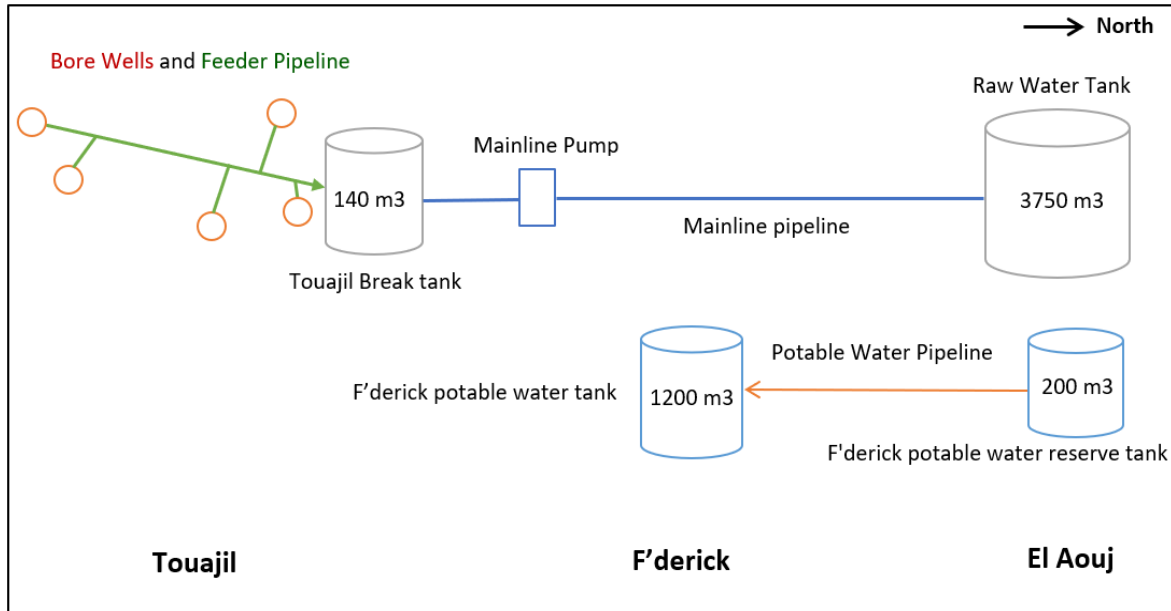 North
Bore Wells and Feeder Pipeline
Raw Water Tank
Mainline Pump
140 m3
3750 m3
Mainline pipeline
Touajil Break tank
Potable Water Pipeline
F’derick potable water tank
1200 m3
200 m3
F'derick potable water reserve tank
Touajil
F’derick
El Aouj